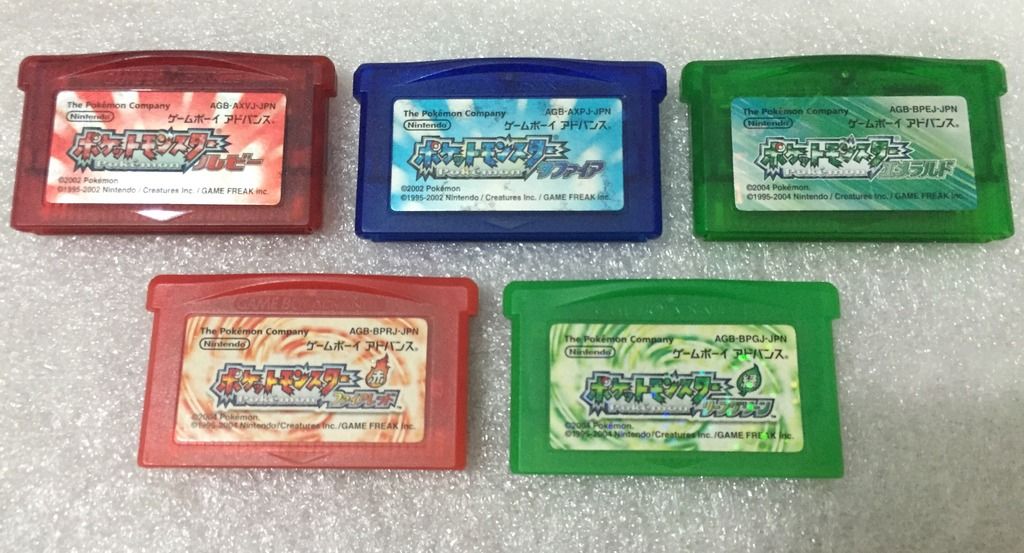 The Pokémon Company AGB-AXVJ-JPN
Nintendo ゲームボーイ アドバンス®
ポケットモンスター
Pokémon ルビー
©2002 Pokémon
©1995-2002 Nintendo / Creatures Inc. / GAME FREAK inc.
The Pokémon Company AGB-AXPJ-JPN
Nintendo ゲームボーイ アドバンス®
ポケットモンスター
Pokémon サファイア
©2002 Pokémon
©1995-2002 Nintendo / Creatures Inc. / GAME FREAK inc.
The Pokémon Company AGB-BPEJ-JPN
Nintendo ゲームボーイ アドバンス®
ポケットモンスター
Pokémon エメラルド
©2004 Pokémon.
©1995-2004 Nintendo / Creatures Inc. / GAME FREAK inc.
GAME BOY
The Pokémon Company AGB-BPRJ-JPN
Nintendo ゲームボーイ アドバンス®
ポケットモンスター 赤
Pokémon ファイアレッド™
©2004 Pokémon.
©1995-2004 Nintendo/Creatures Inc./GAME FREAK inc.
The Pokémon Company AGB-BPGJ-JPN
Nintendo ゲームボーイ アドバンス®
ポケットモンスター
Pokémon リーフグリーン™
©2004 Pokémon.
©1995-2004 Nintendo/Creatures Inc./GAME FREAK inc.